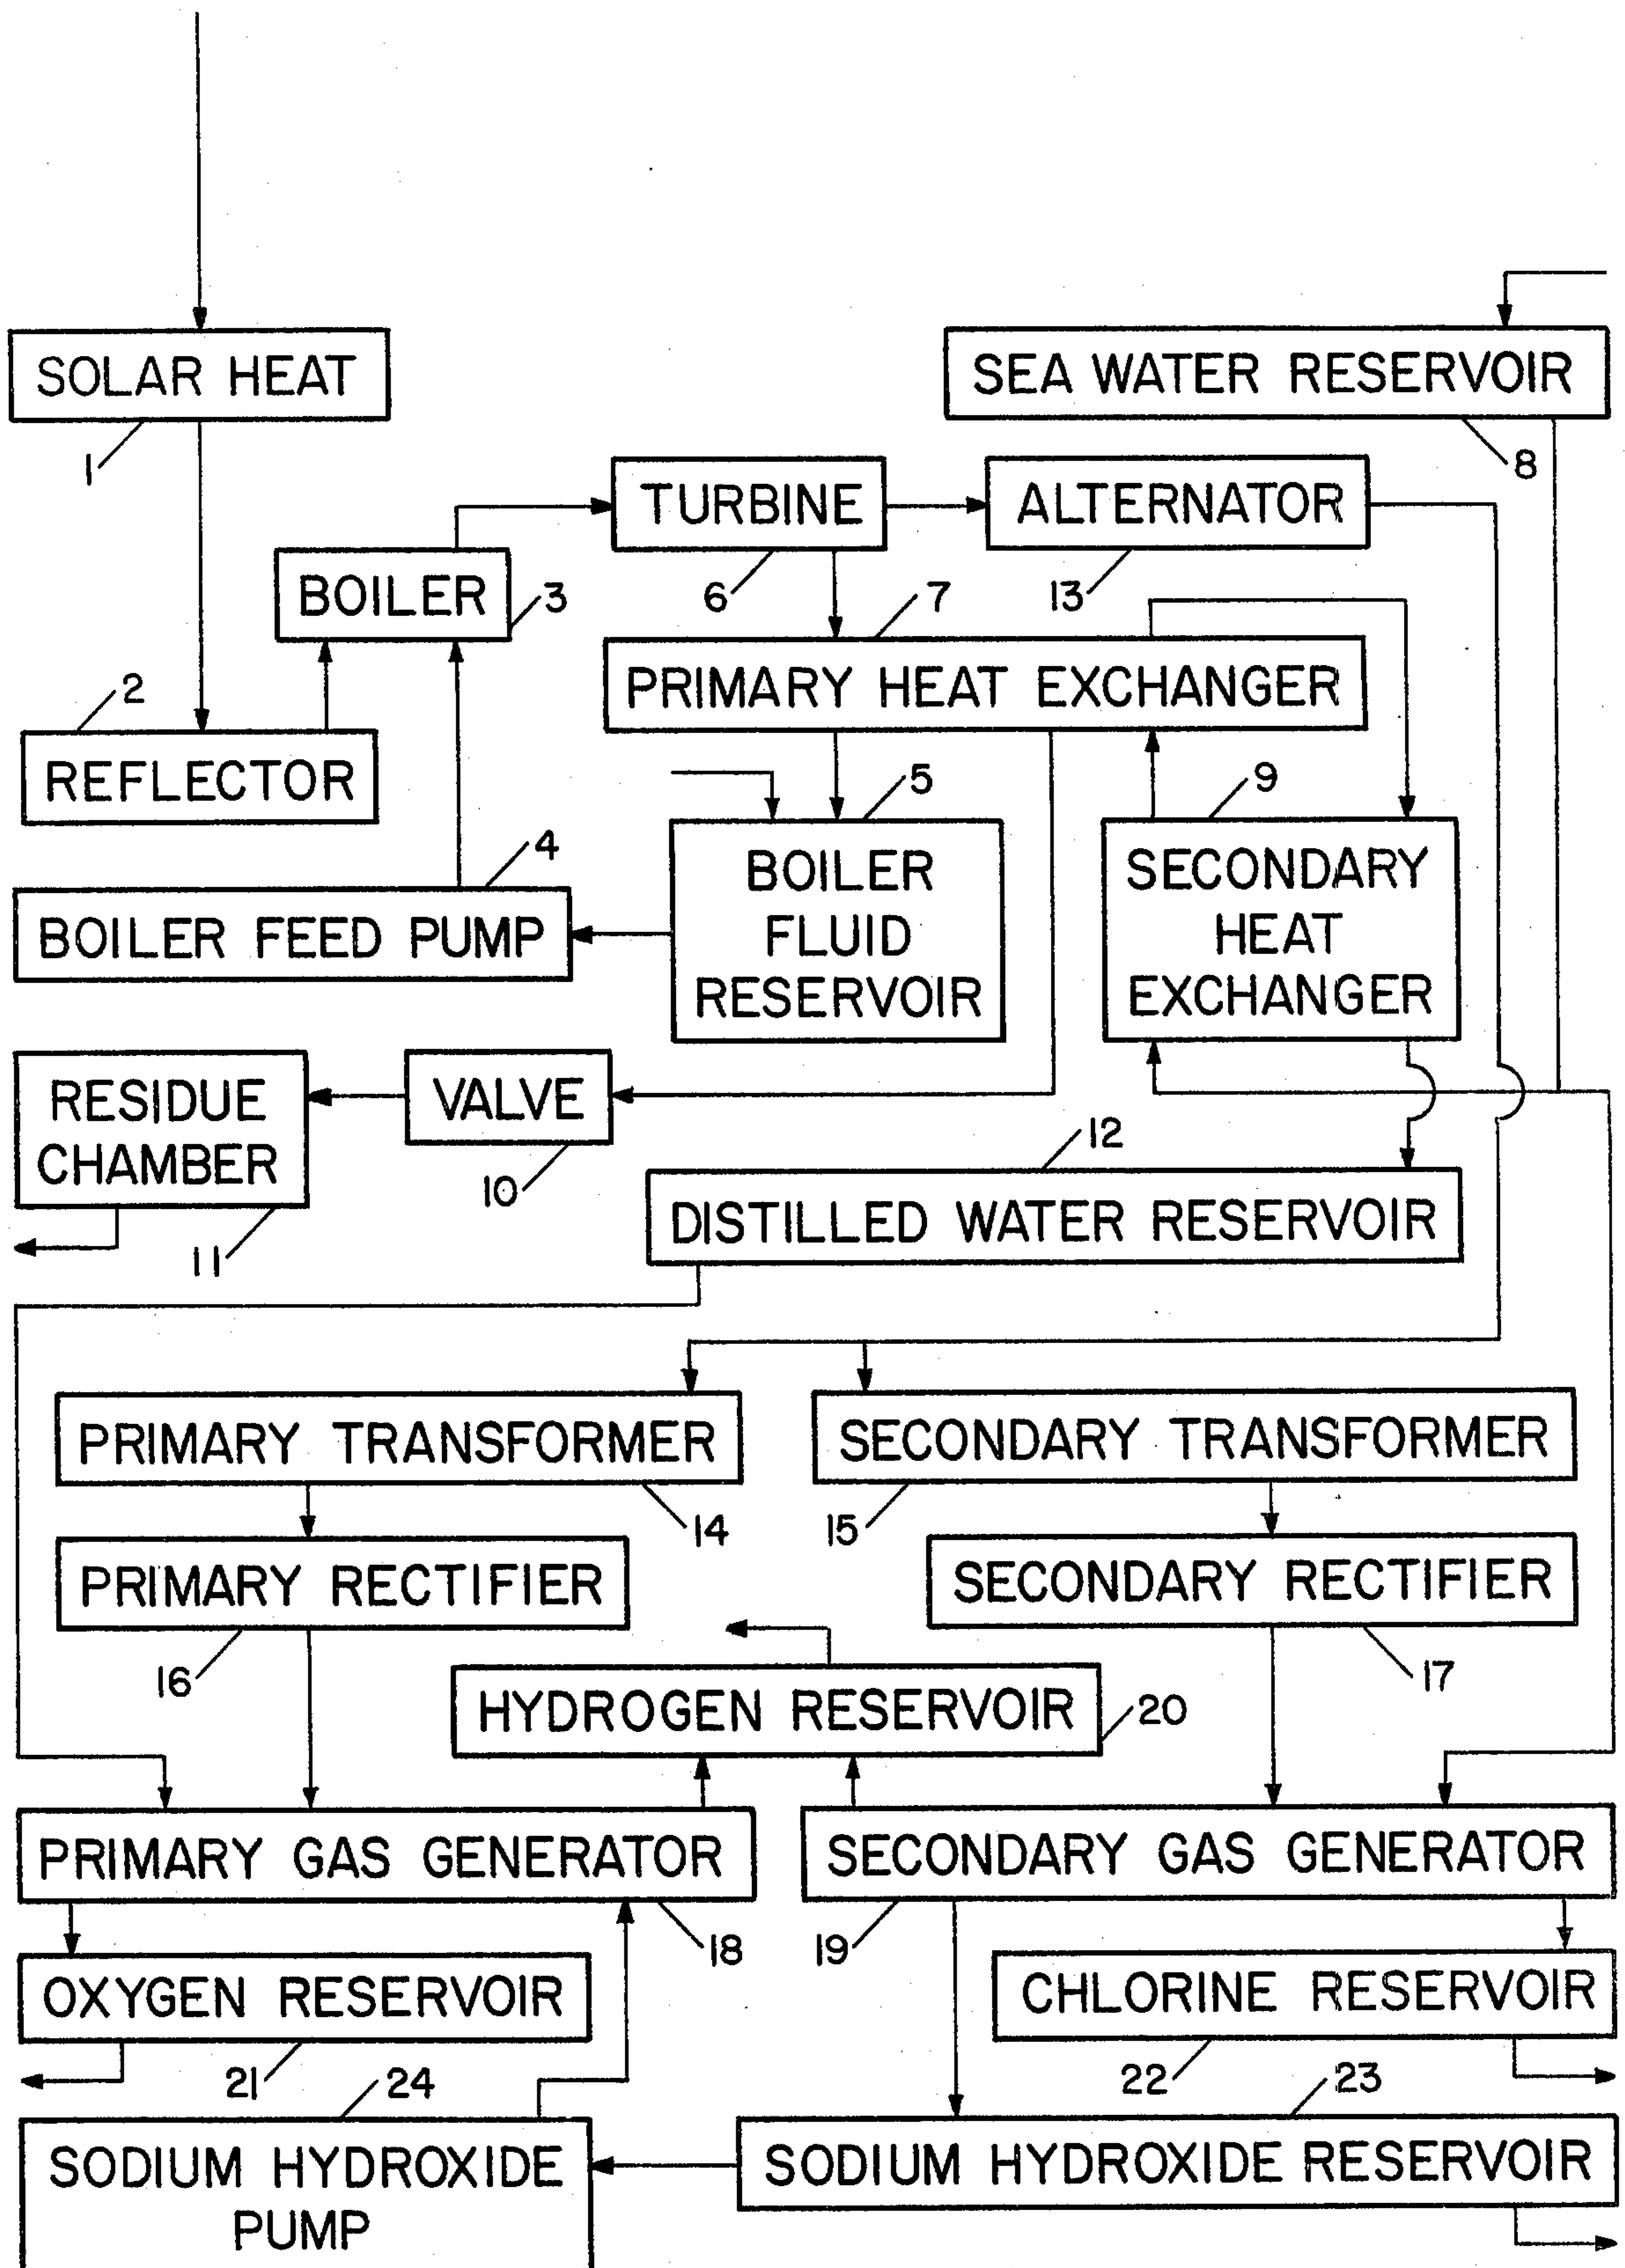 SOLAR HEAT
1
SEA WATER RESERVOIR
8
TURBINE
6
ALTERNATOR
13
BOILER
3
7
PRIMARY HEAT EXCHANGER
2
REFLECTOR
5
BOILER
FLUID
RESERVOIR
9
SECONDARY
HEAT
EXCHANGER
4
BOILER FEED PUMP
RESIDUE
CHAMBER
11
VALVE
10
12
DISTILLED WATER RESERVOIR
PRIMARY TRANSFORMER
14
SECONDARY TRANSFORMER
15
PRIMARY RECTIFIER
16
SECONDARY RECTIFIER
17
HYDROGEN RESERVOIR
20
PRIMARY GAS GENERATOR
18
SECONDARY GAS GENERATOR
19
OXYGEN RESERVOIR
21
CHLORINE RESERVOIR
22
24
SODIUM HYDROXIDE
PUMP
23
SODIUM HYDROXIDE RESERVOIR